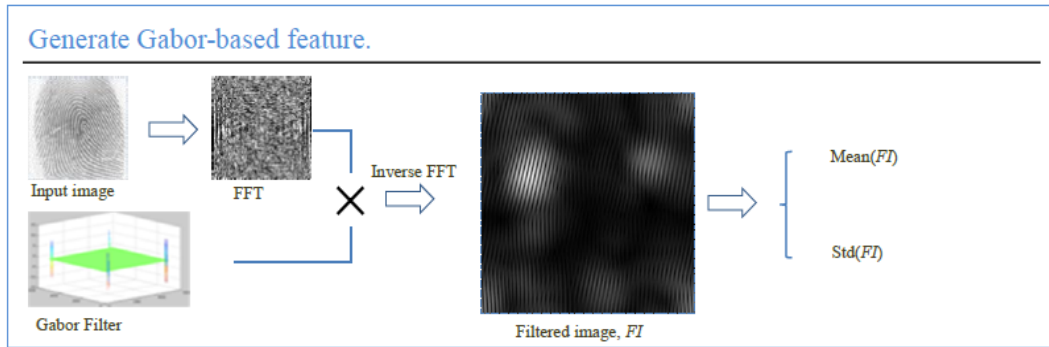 Generate Gabor-based feature.
Input image
FFT
Inverse FFT
Gabor Filter
Filtered image, FI
Mean(FI)
Std(FI)